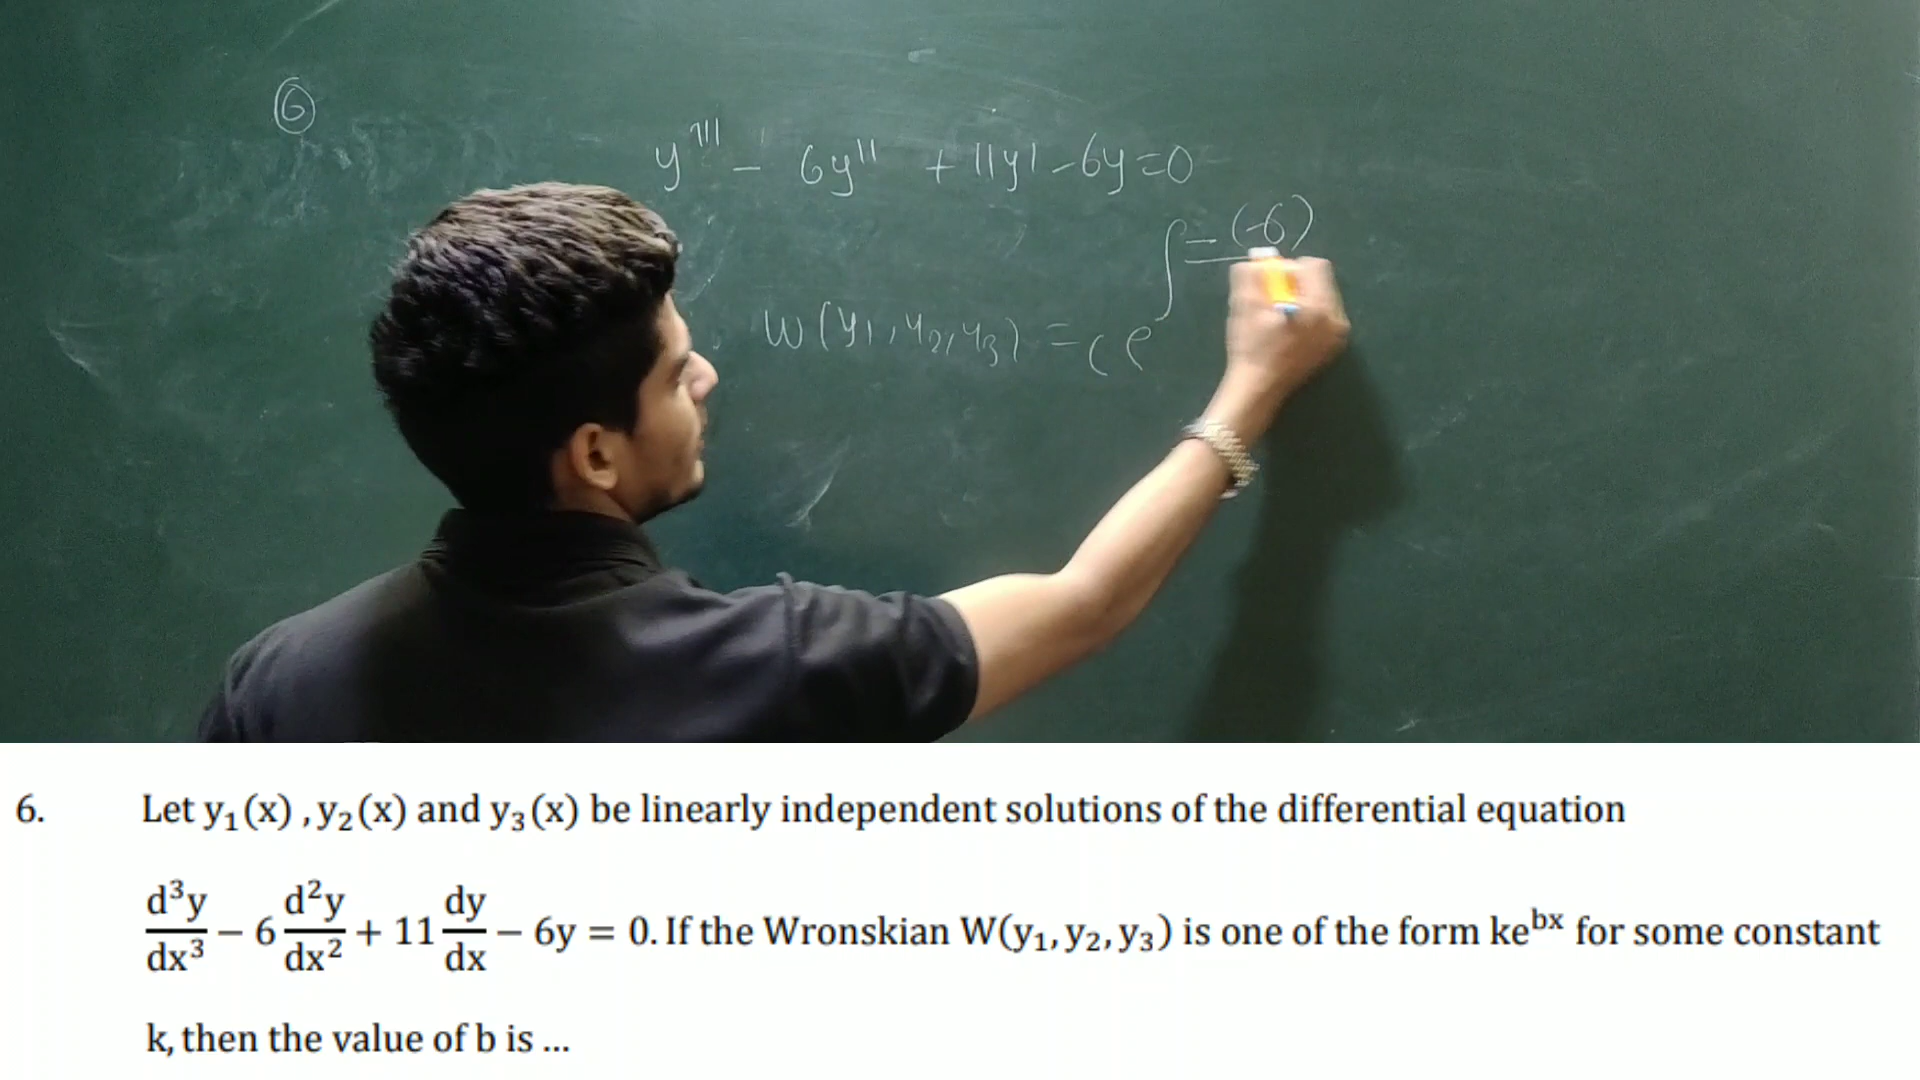 6
y''' - 6y'' + 11y' - 6y = 0
W(y1, y2, y3) = c e^∫ -(-6)
6. Let y₁(x) , y₂(x) and y₃(x) be linearly independent solutions of the differential equation
d³y/dx³ − 6 d²y/dx² + 11 dy/dx − 6y = 0. If the Wronskian W(y₁, y₂, y₃) is one of the form ke^bx for some constant
k, then the value of b is ...